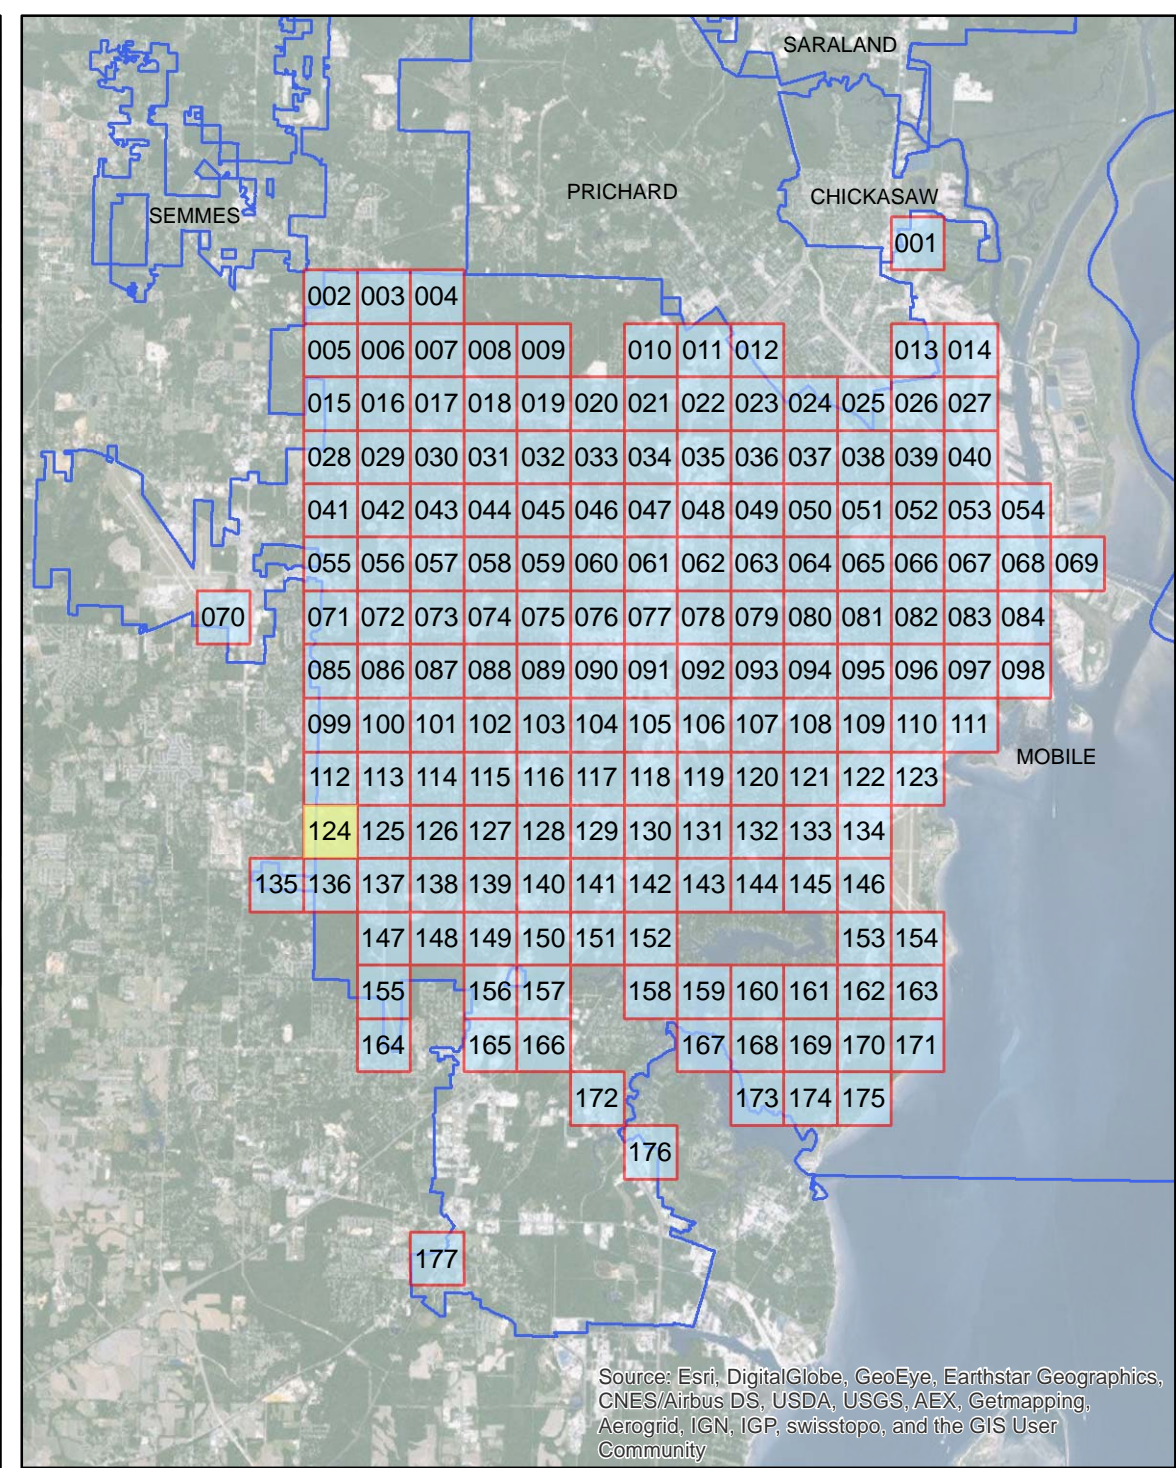 SARALAND
PRICHARD
CHICKASAW
SEMMES
001
002 003 004
005 006 007 008 009 010 011 012 013 014
015 016 017 018 019 020 021 022 023 024 025 026 027
028 029 030 031 032 033 034 035 036 037 038 039 040
041 042 043 044 045 046 047 048 049 050 051 052 053 054
055 056 057 058 059 060 061 062 063 064 065 066 067 068 069
070 071 072 073 074 075 076 077 078 079 080 081 082 083 084
085 086 087 088 089 090 091 092 093 094 095 096 097 098
099 100 101 102 103 104 105 106 107 108 109 110 111
MOBILE
112 113 114 115 116 117 118 119 120 121 122 123
124 125 126 127 128 129 130 131 132 133 134
135 136 137 138 139 140 141 142 143 144 145 146
147 148 149 150 151 152 153 154
155 156 157 158 159 160 161 162 163
164 165 166 167 168 169 170 171
172 173 174 175
176
177
Source: Esri, DigitalGlobe, GeoEye, Earthstar Geographics,
CNES/Airbus DS, USDA, USGS, AEX, Getmapping,
Aerogrid, IGN, IGP, swisstopo, and the GIS User
Community